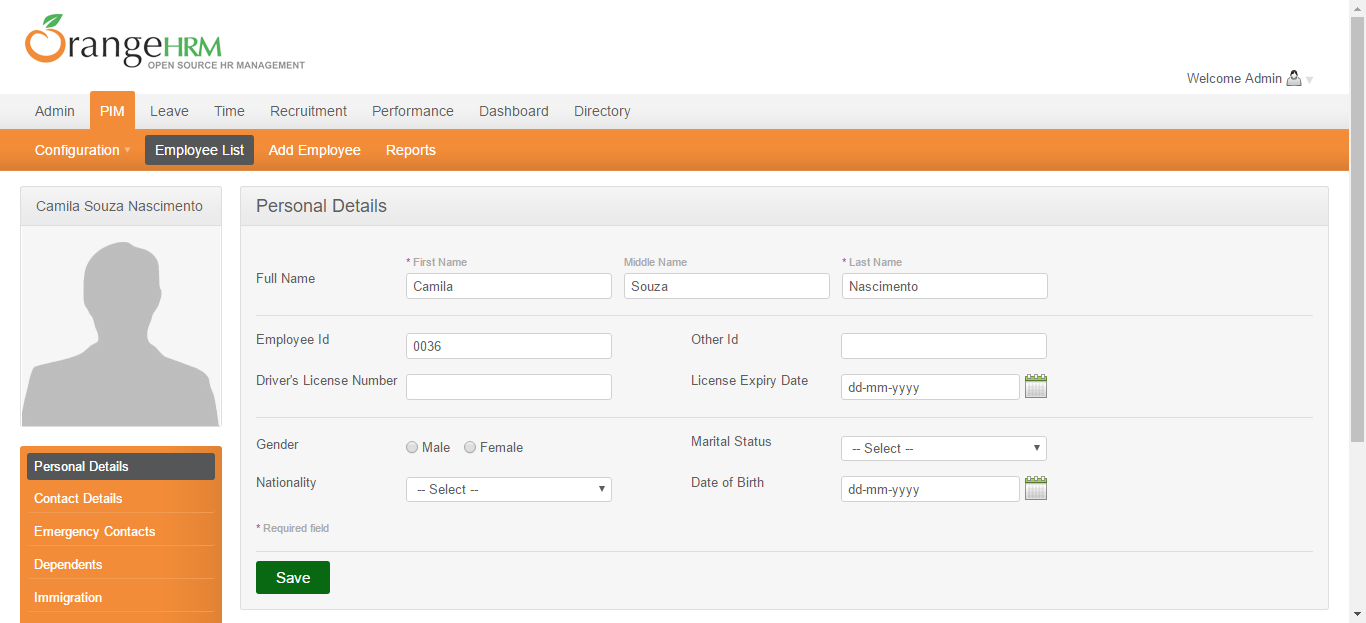 OrangeHRM
OPEN SOURCE HR MANAGEMENT
Welcome Admin
Admin PIM Leave Time Recruitment Performance Dashboard Directory
Configuration Employee List Add Employee Reports
Camila Souza Nascimento
Personal Details
Contact Details
Emergency Contacts
Dependents
Immigration
Personal Details
* First Name Middle Name * Last Name
Full Name Camila Souza Nascimento
Employee Id 0036 Other Id
Driver's License Number License Expiry Date dd-mm-yyyy
Gender Male Female Marital Status -- Select --
Nationality -- Select -- Date of Birth dd-mm-yyyy
* Required field
Save